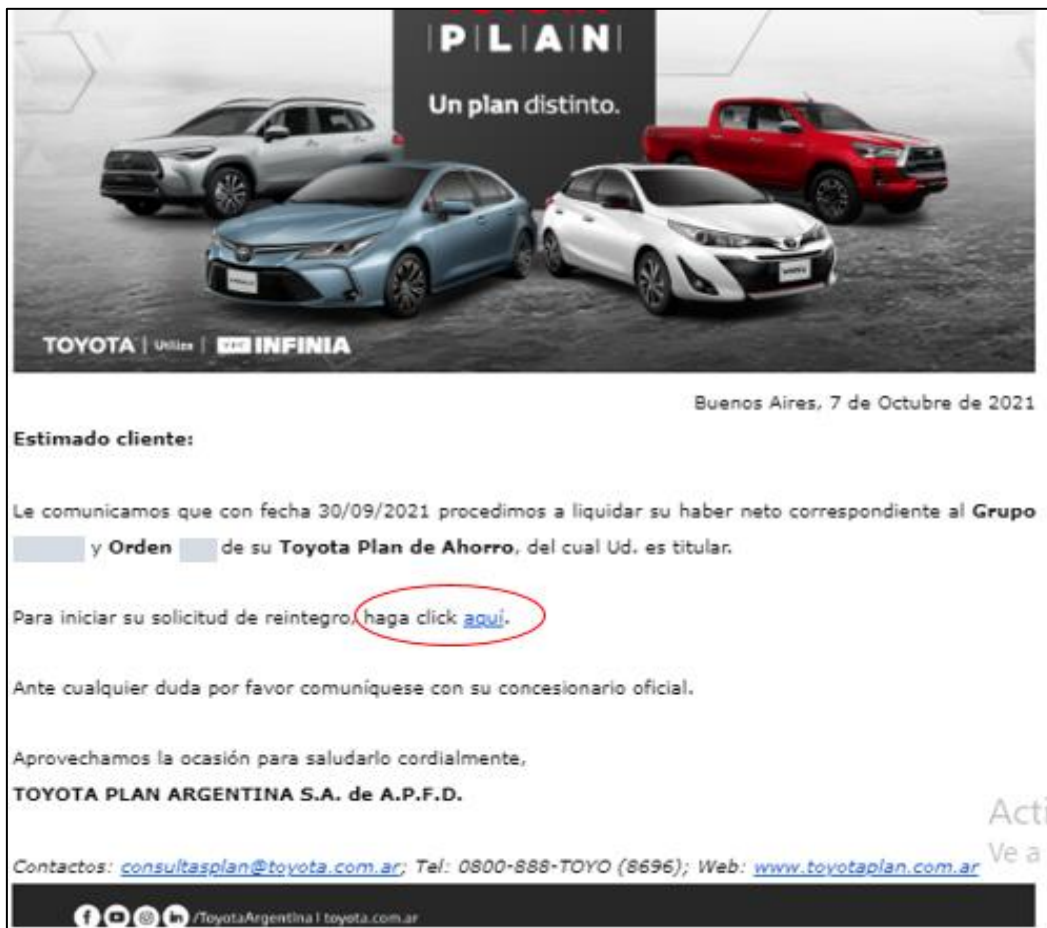 PLAN
Un plan distinto.
TOYOTA | Utiliza | INFINIA
Buenos Aires, 7 de Octubre de 2021
Estimado cliente:
Le comunicamos que con fecha 30/09/2021 procedimos a liquidar su haber neto correspondiente al Grupo
y Orden de su Toyota Plan de Ahorro, del cual Ud. es titular.
Para iniciar su solicitud de reintegro, haga click aquí.
Ante cualquier duda por favor comuníquese con su concesionario oficial.
Aprovechamos la ocasión para saludarlo cordialmente,
TOYOTA PLAN ARGENTINA S.A. de A.P.F.D.
Acti
Ve a
Contactos: consultasplan@toyota.com.ar; Tel: 0800-888-TOYO (8696); Web: www.toyotaplan.com.ar
/ToyotaArgentina | toyota.com.ar